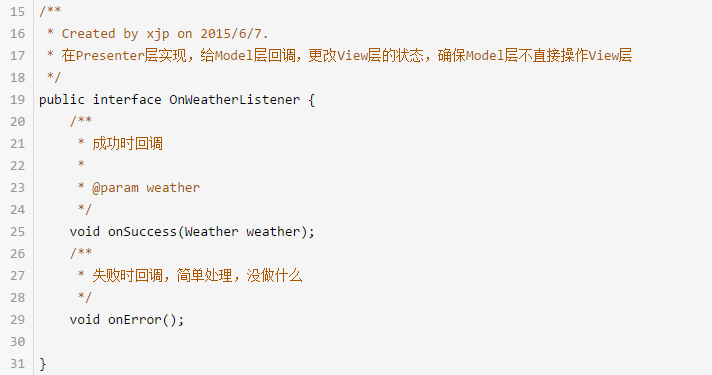 15 /**
16  * Created by xjp on 2015/6/7.
17  * 在Presenter层实现，给Model层回调，更改View层的状态，确保Model层不直接操作View层
18  */
19 public interface OnWeatherListener {
20     /**
21      * 成功时回调
22      *
23      * @param weather
24      */
25     void onSuccess(Weather weather);
26     /**
27      * 失败时回调，简单处理，没做什么
28      */
29     void onError();
30
31 }